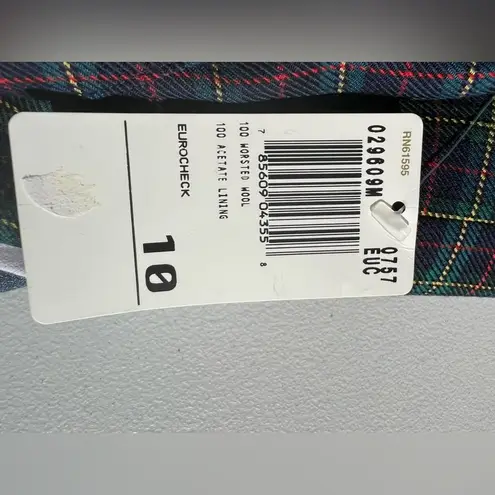 RN61595
029609M 0757
EUC
7 85609 04355 8
100 WORSTED WOOL
100 ACETATE LINING
EUROCHECK
10